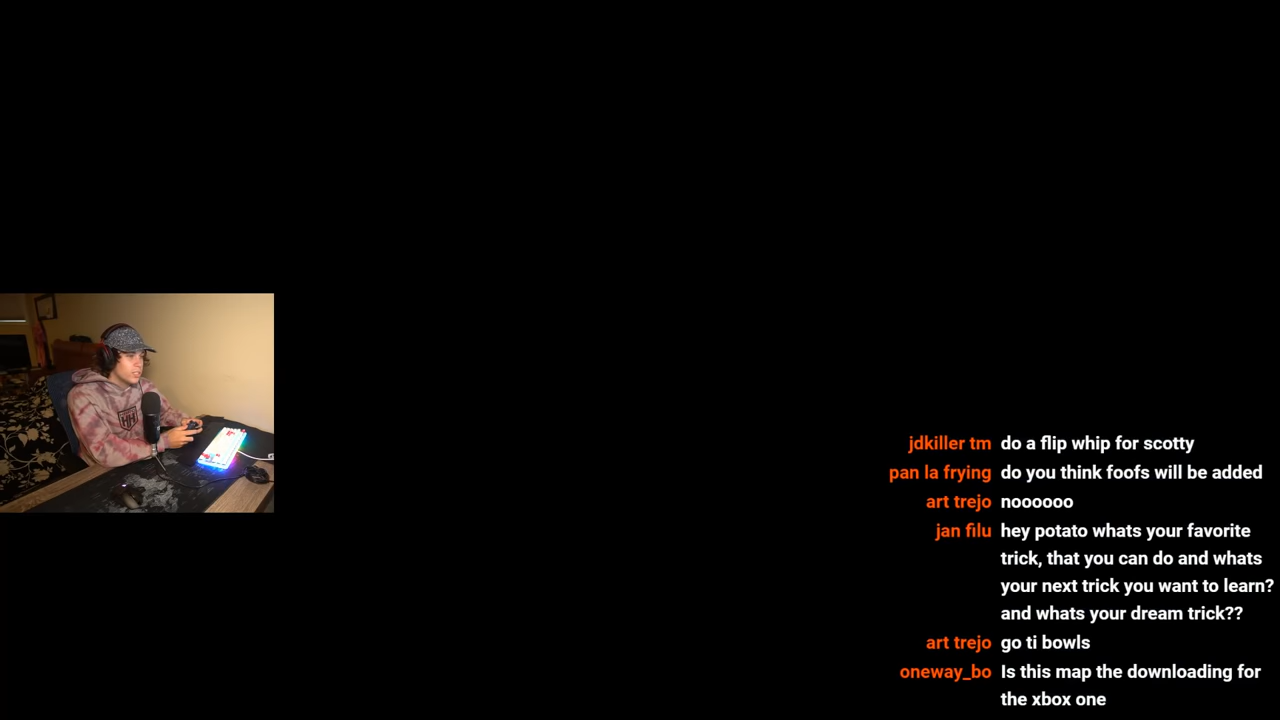 HH
jdkiller tm do a flip whip for scotty
pan la frying do you think foofs will be added
art trejo noooooo
jan filu hey potato whats your favorite
trick, that you can do and whats
your next trick you want to learn?
and whats your dream trick??
art trejo go ti bowls
oneway_bo Is this map the downloading for
the xbox one